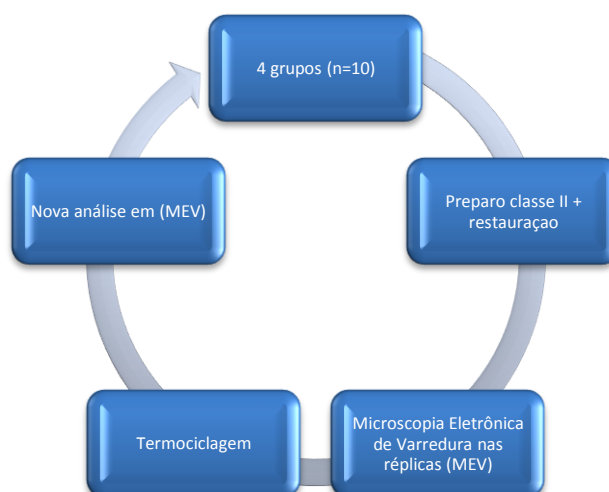 4 grupos (n=10)
Preparo classe II +
restauraçao
Microscopia Eletrônica
de Varredura nas
réplicas (MEV)
Termociclagem
Nova análise em (MEV)